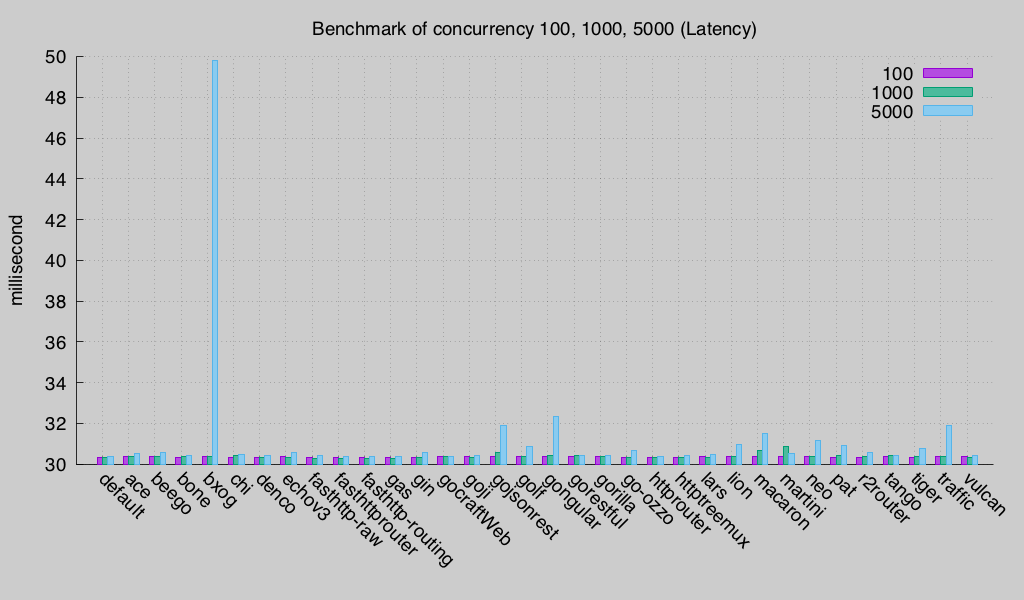 Benchmark of concurrency 100, 1000, 5000 (Latency)
100
1000
5000
millisecond
50
48
46
44
42
40
38
36
34
32
30
default
ace
beego
bone
bxog
chi
denco
echov3
fasthttp-raw
fasthttprouter
fasthttp-routing
gas
gin
gocraftWeb
goji
gojsonrest
golf
gongular
gorestful
gorilla
go-ozzo
httprouter
httptreemux
lars
lion
macaron
martini
neo
pat
r2router
tango
tiger
traffic
vulcan